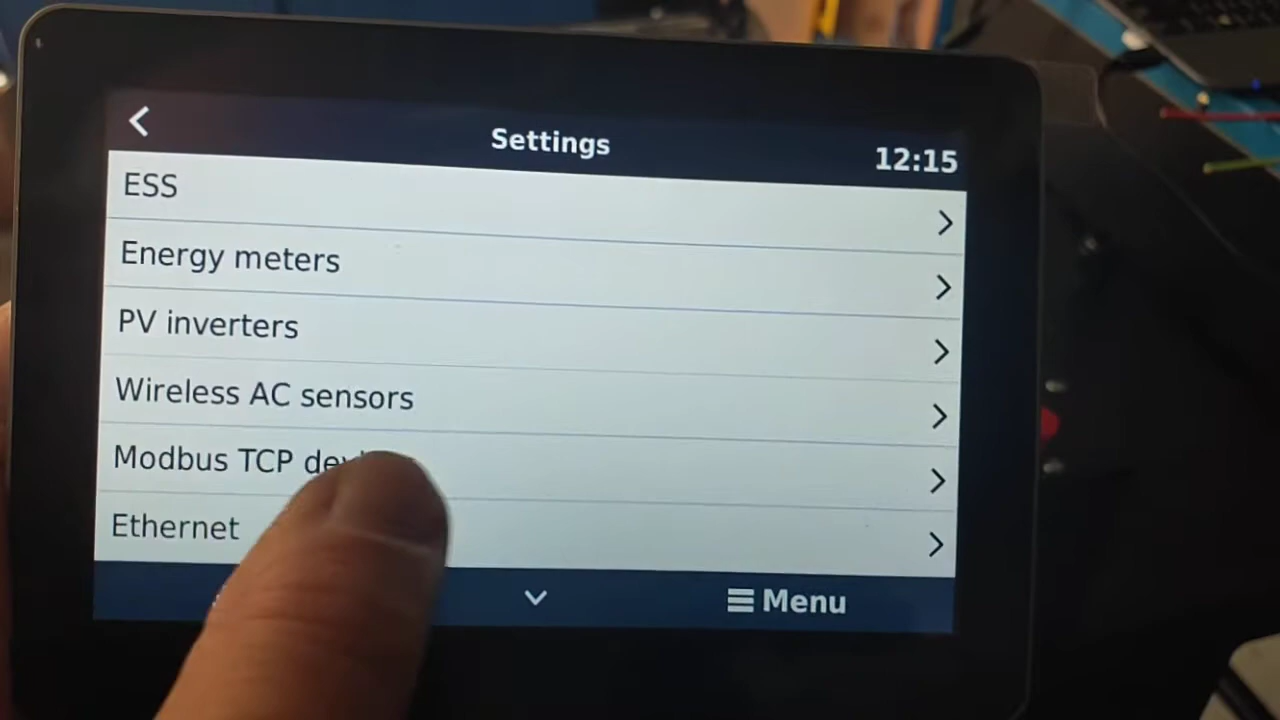 Settings
12:15
ESS
Energy meters
PV inverters
Wireless AC sensors
Modbus TCP
Ethernet
Menu